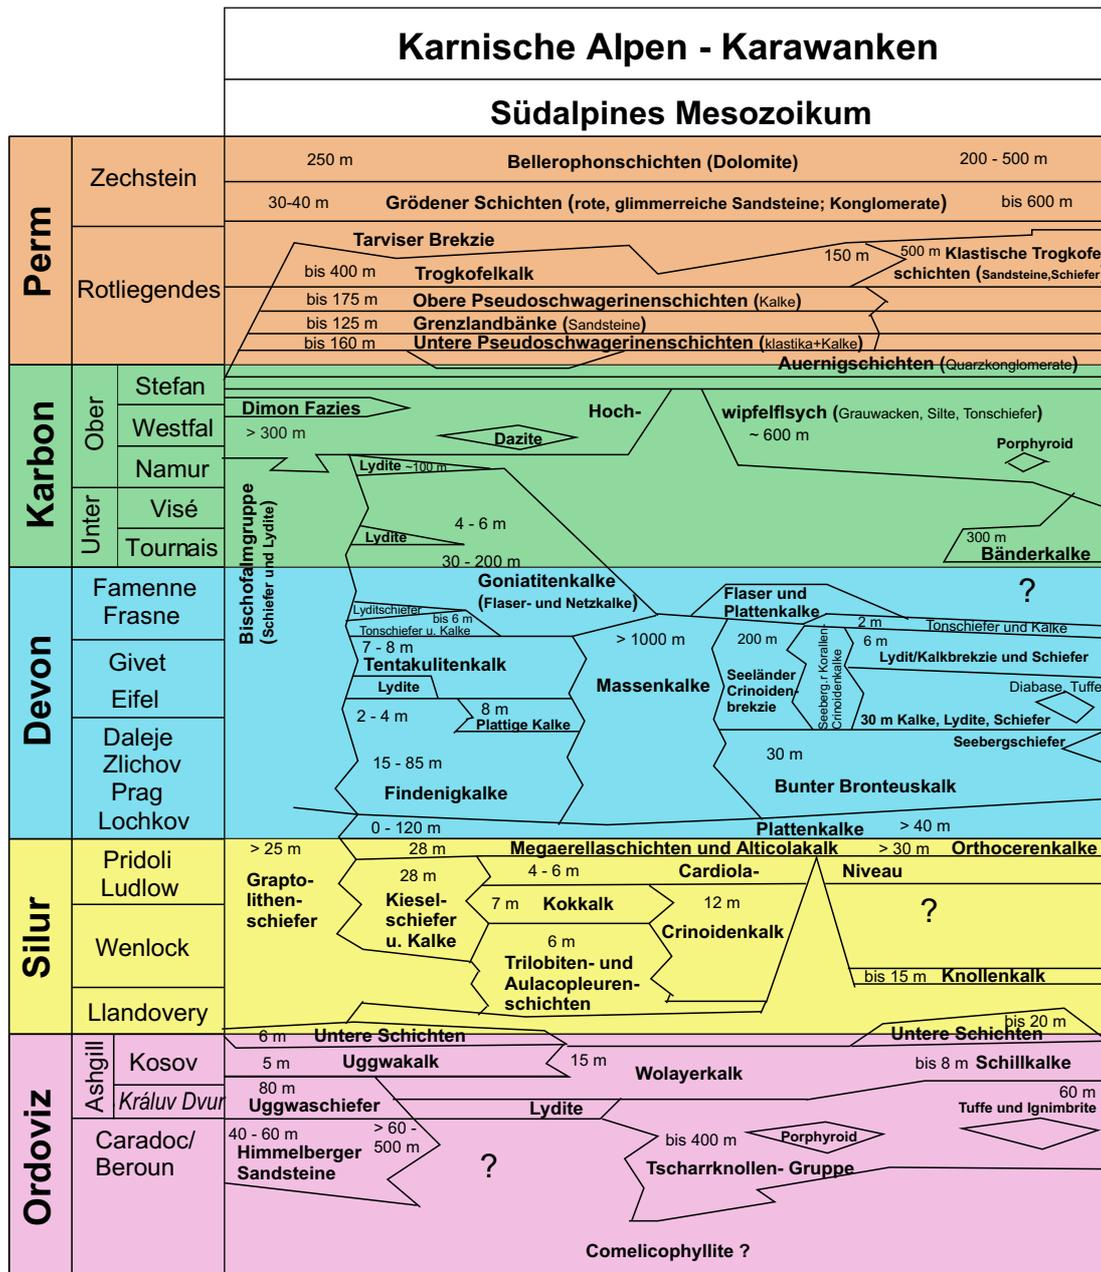 Karnische Alpen - Karawanken
Südalpines Mesozoikum
Perm
Zechstein
250 m
Bellerophonschichten (Dolomite)
200 - 500 m
30-40 m
Grödener Schichten (rote, glimmerreiche Sandsteine; Konglomerate)
bis 600 m
Rotliegendes
Tarviser Brekzie
150 m
500 m Klastische Trogkofe
schichten (Sandsteine,Schiefer
bis 400 m
Trogkofelkalk
bis 175 m
Obere Pseudoschwagerinenschichten (Kalke)
bis 125 m
Grenzlandbänke (Sandsteine)
bis 160 m
Untere Pseudoschwagerinenschichten (klastika+Kalke)
Auernigschichten (Quarzkonglomerate)
Karbon
Ober
Stefan
Westfal
Namur
Unter
Visé
Tournais
Dimon Fazies
> 300 m
Dazite
Hoch-
wipfelflsych (Grauwacken, Silte, Tonschiefer)
~ 600 m
Porphyroid
Lydite ~100 m
Bischofalmgruppe
(Schiefer und Lydite)
4 - 6 m
Lydite
30 - 200 m
300 m
Bänderkalke
Devon
Famenne
Frasne
Givet
Eifel
Daleje
Zlichov
Prag
Lochkov
Goniatitenkalke
(Flaser- und Netzkalke)
Lyditschiefer
bis 6 m
Tonschiefer u. Kalke
7 - 8 m
Tentakulitenkalk
Lydite
2 - 4 m
8 m
Plattige Kalke
15 - 85 m
Findenigkalke
0 - 120 m
> 1000 m
Massenkalke
Flaser und
Plattenkalke
?
200 m
Seeländer
Crinoiden-
brekzie
Seeberg.r Korallen-
Crinoidenkalke
2 m
Tonschiefer und Kalke
6 m
Lydit/Kalkbrekzie und Schiefer
Diabase, Tuffe
30 m Kalke, Lydite, Schiefer
Seebergschiefer
30 m
Bunter Bronteuskalk
Plattenkalke
> 40 m
Silur
Pridoli
Ludlow
Wenlock
Llandovery
> 25 m
Grapto-
lithen-
schiefer
28 m
Megaerellaschichten und Alticolakalk
> 30 m
Orthocerenkalke
28 m
Kiesel-
schiefer
u. Kalke
4 - 6 m
Cardiola-
Niveau
7 m
Kokkalk
12 m
Crinoidenkalk
?
6 m
Trilobiten- und
Aulacopleuren-
schichten
bis 15 m
Knollenkalk
bis 20 m
Untere Schichten
6 m
Untere Schichten
Ordoviz
Ashgill
Kosov
Králuv Dvur
Caradoc/
Beroun
5 m
Uggwakalk
15 m
Wolayerkalk
bis 8 m
Schillkalke
80 m
Uggwaschiefer
Lydite
60 m
Tuffe und Ignimbrite
40 - 60 m
Himmelberger
Sandsteine
> 60 -
500 m
?
bis 400 m
Porphyroid
Tscharrknollen- Gruppe
Comelicophyllite ?